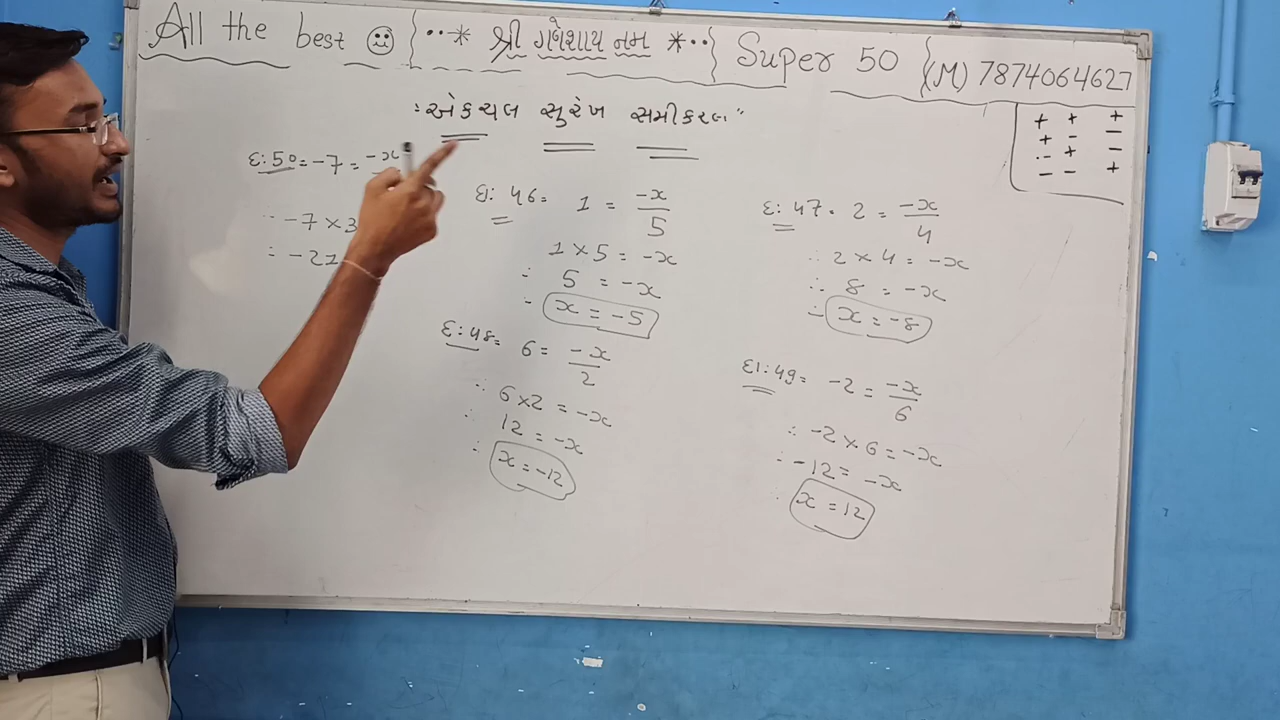 All the best ··* શ્રી ગણેશાય નમ *·· Super 50 (M) 7874064627
"એકચલ સુરેખ સમીકરણ"
+ + +
+ - -
- + -
- - +
દા:50 = -7 = -x
∴ -7 × 3
= -21
દા: 46 = 1 = -x/5
1 × 5 = -x
∴ 5 = -x
∴ x = -5
દા: 47 = 2 = -x/4
∴ 2 × 4 = -x
∴ 8 = -x
∴ x = -8
દા:48 = 6 = -x/2
∴ 6 × 2 = -x
∴ 12 = -x
∴ x = -12
દા:49 = -2 = -x/6
∴ -2 × 6 = -x
∴ -12 = -x
∴ x = 12